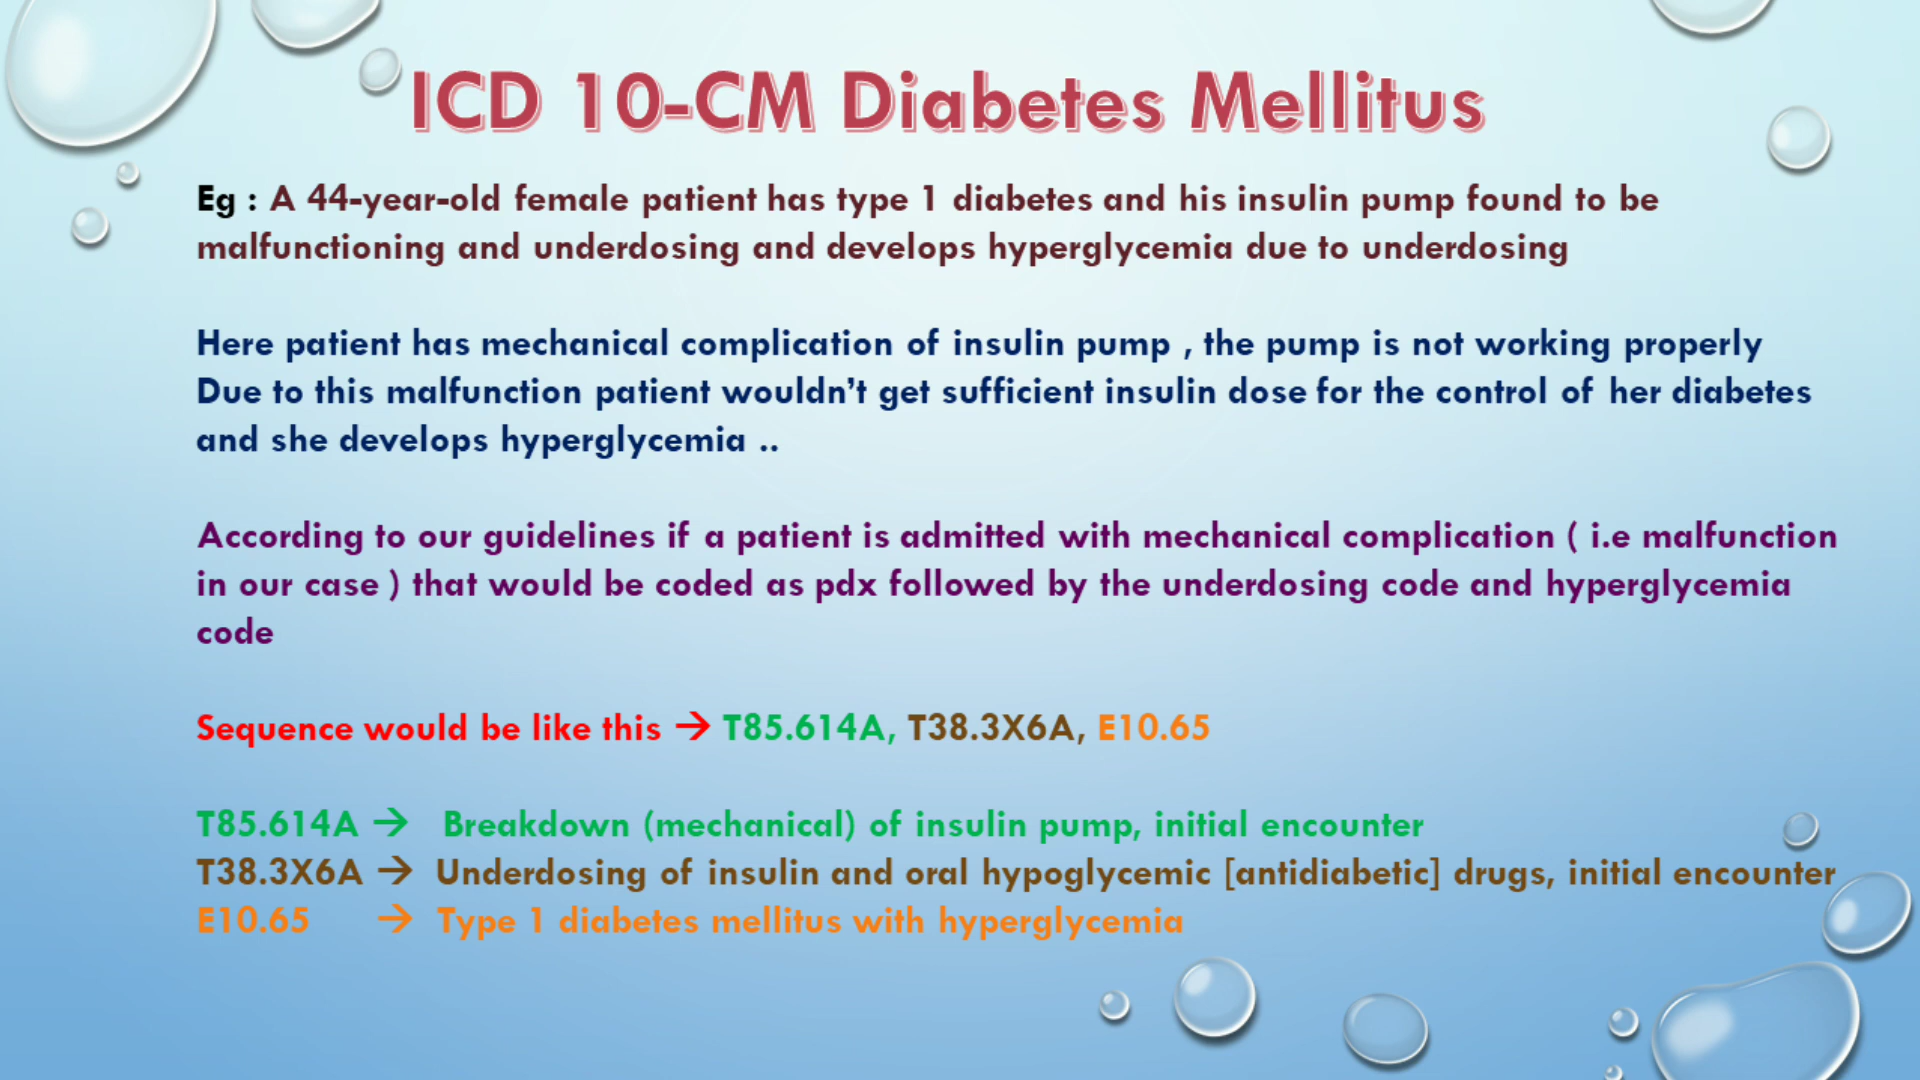 ICD 10-CM Diabetes Mellitus
Eg : A 44-year-old female patient has type 1 diabetes and his insulin pump found to be
malfunctioning and underdosing and develops hyperglycemia due to underdosing
Here patient has mechanical complication of insulin pump , the pump is not working properly
Due to this malfunction patient wouldn’t get sufficient insulin dose for the control of her diabetes
and she develops hyperglycemia ..
According to our guidelines if a patient is admitted with mechanical complication ( i.e malfunction
in our case ) that would be coded as pdx followed by the underdosing code and hyperglycemia
code
Sequence would be like this → T85.614A, T38.3X6A, E10.65
T85.614A → Breakdown (mechanical) of insulin pump, initial encounter
T38.3X6A → Underdosing of insulin and oral hypoglycemic [antidiabetic] drugs, initial encounter
E10.65 → Type 1 diabetes mellitus with hyperglycemia